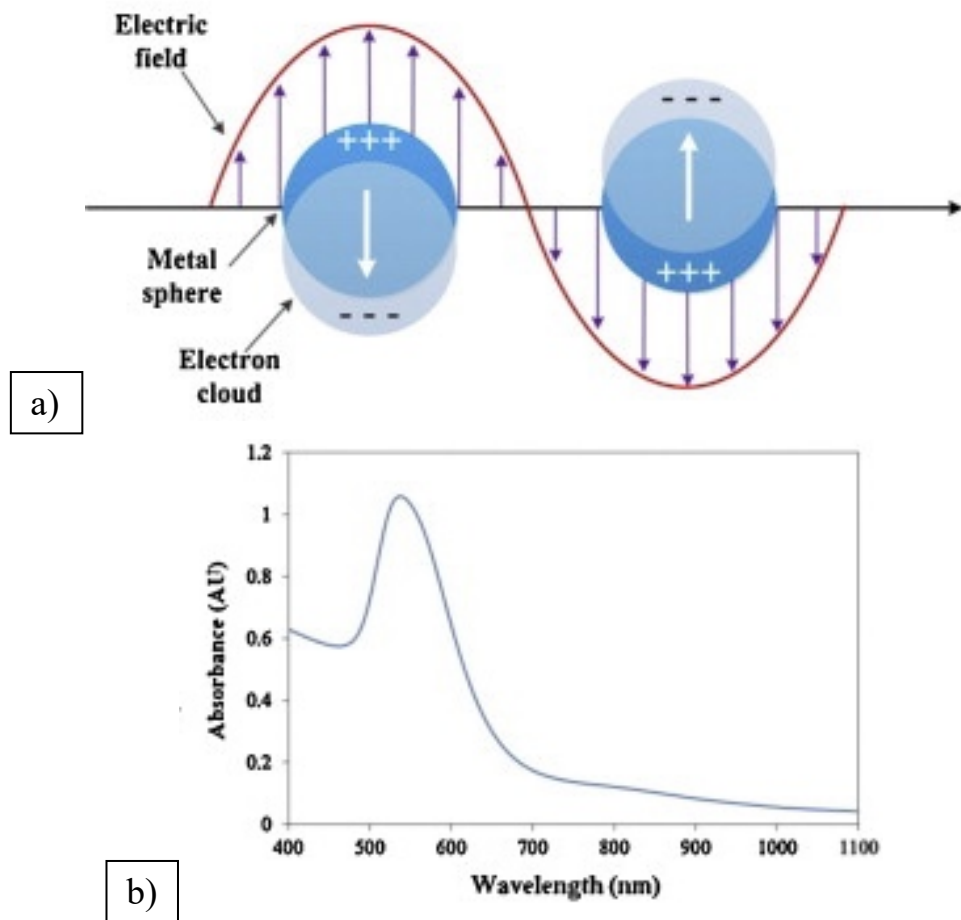 Electric
field
+++
- - -
- - -
+++
Metal
sphere
Electron
cloud
a)
1.2
1
0.8
0.6
0.4
0.2
0
Absorbance (AU)
400 500 600 700 800 900 1000 1100
Wavelength (nm)
b)